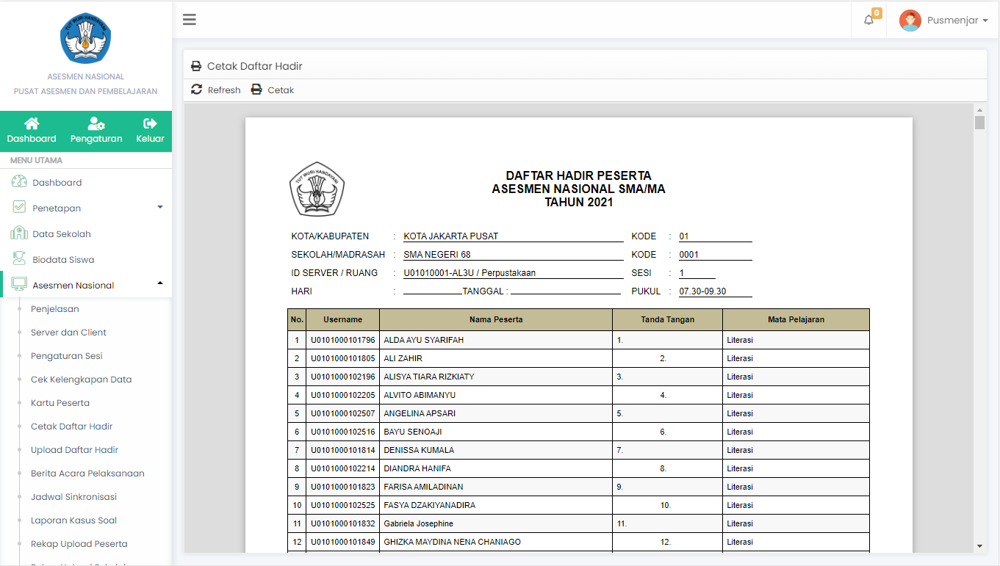 TUT WURI HANDAYANI
ASESMEN NASIONAL
PUSAT ASESMEN DAN PEMBELAJARAN
Dashboard Pengaturan Keluar
MENU UTAMA
Dashboard
Penetapan
Data Sekolah
Biodata Siswa
Asesmen Nasional
Penjelasan
Server dan Client
Pengaturan Sesi
Cek Kelengkapan Data
Kartu Peserta
Cetak Daftar Hadir
Upload Daftar Hadir
Berita Acara Pelaksanaan
Jadwal Sinkronisasi
Laporan Kasus Soal
Rekap Upload Peserta
0 Pusmenjar
Cetak Daftar Hadir
Refresh Cetak
TUT WURI HANDAYANI
DAFTAR HADIR PESERTA
ASESMEN NASIONAL SMA/MA
TAHUN 2021
KOTA/KABUPATEN : KOTA JAKARTA PUSAT KODE : 01
SEKOLAH/MADRASAH : SMA NEGERI 68 KODE : 0001
ID SERVER / RUANG : U01010001-AL3U / Perpustakaan SESI : 1
HARI : ____________TANGGAL : ______________________ PUKUL : 07.30-09.30
No. Username Nama Peserta Tanda Tangan Mata Pelajaran
1 U0101000101796 ALDA AYU SYARIFAH 1. Literasi
2 U0101000101805 ALI ZAHIR 2. Literasi
3 U0101000102196 ALISYA TIARA RIZKIATY 3. Literasi
4 U0101000102205 ALVITO ABIMANYU 4. Literasi
5 U0101000102507 ANGELINA APSARI 5. Literasi
6 U0101000102516 BAYU SENOAJI 6. Literasi
7 U0101000101814 DENISSA KUMALA 7. Literasi
8 U0101000102214 DIANDRA HANIFA 8. Literasi
9 U0101000101823 FARISA AMILADINAN 9. Literasi
10 U0101000102525 FASYA DZAKIYANADIRA 10. Literasi
11 U0101000101832 Gabriela Josephine 11. Literasi
12 U0101000101849 GHIZKA MAYDINA NENA CHANIAGO 12. Literasi